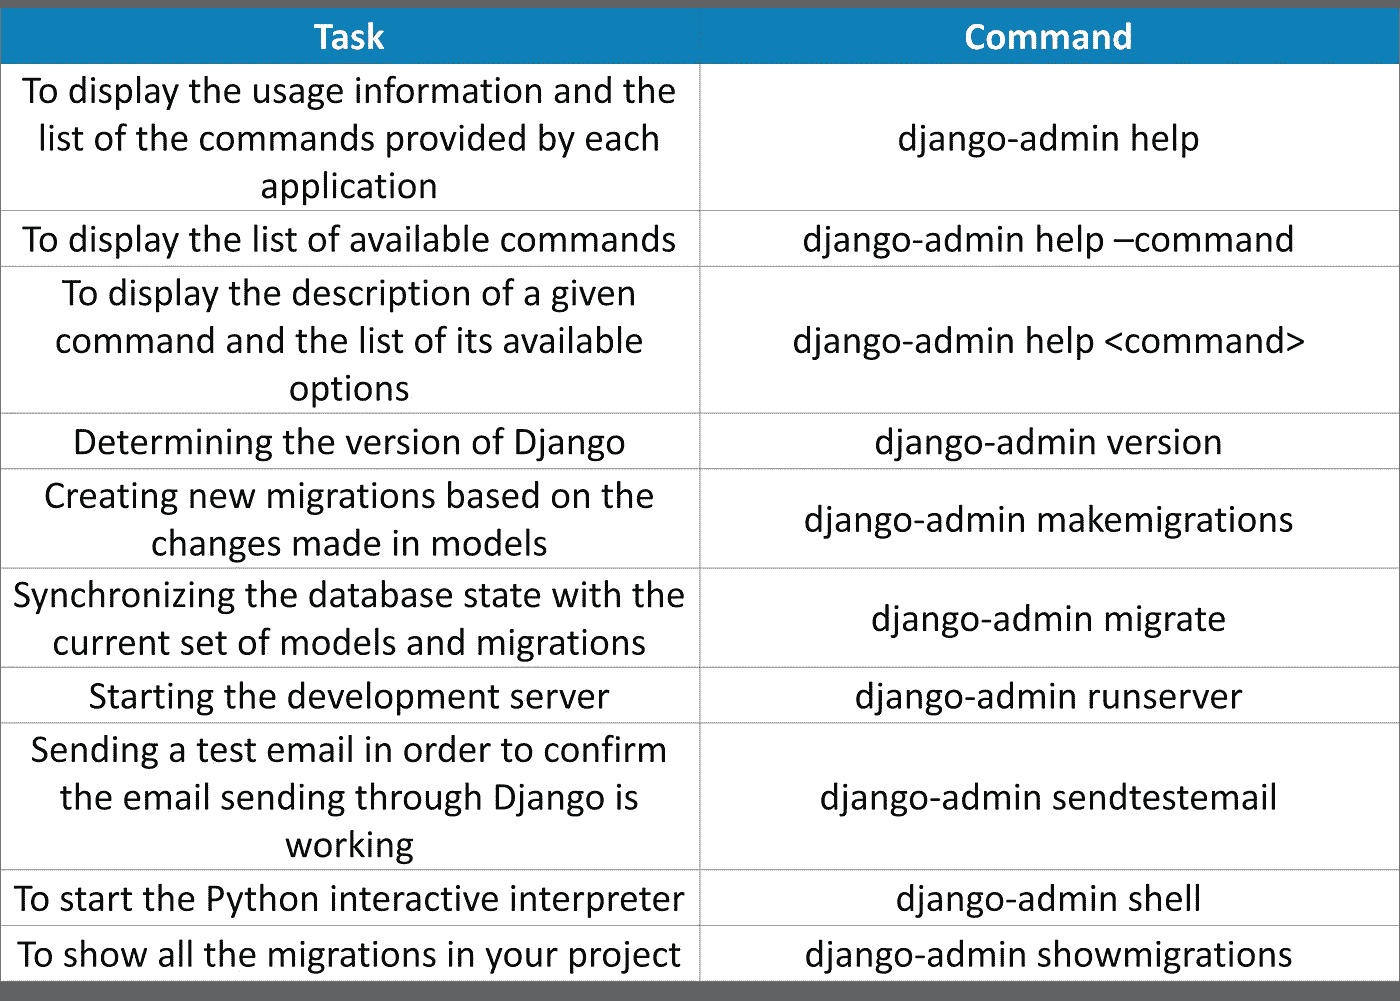 Task
Command
To display the usage information and the
list of the commands provided by each
application
django-admin help
To display the list of available commands
django-admin help –command
To display the description of a given
command and the list of its available
options
django-admin help <command>
Determining the version of Django
django-admin version
Creating new migrations based on the
changes made in models
django-admin makemigrations
Synchronizing the database state with the
current set of models and migrations
django-admin migrate
Starting the development server
django-admin runserver
Sending a test email in order to confirm
the email sending through Django is
working
django-admin sendtestemail
To start the Python interactive interpreter
django-admin shell
To show all the migrations in your project
django-admin showmigrations